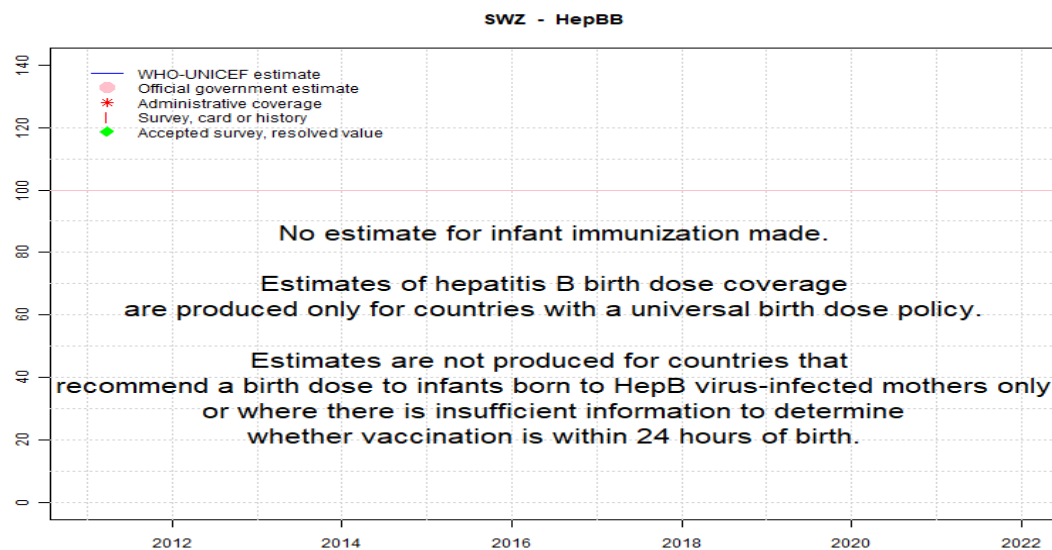 SWZ - HepBB
140
120
100
80
60
40
20
0
WHO-UNICEF estimate
Official government estimate
Administrative coverage
Survey, card or history
Accepted survey, resolved value
No estimate for infant immunization made.
Estimates of hepatitis B birth dose coverage
are produced only for countries with a universal birth dose policy.
Estimates are not produced for countries that
recommend a birth dose to infants born to HepB virus-infected mothers only
or where there is insufficient information to determine
whether vaccination is within 24 hours of birth.
2012 2014 2016 2018 2020 2022